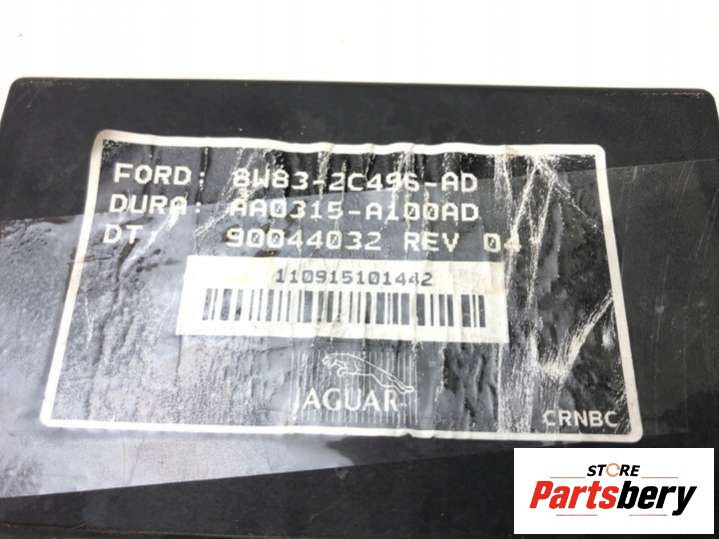 FORD: 8W83-2C496-AD
DURA: AA0315-A100AD
DT: 90044032 REV 04
110915101442
JAGUAR
CRNBC
STORE
Partsbery